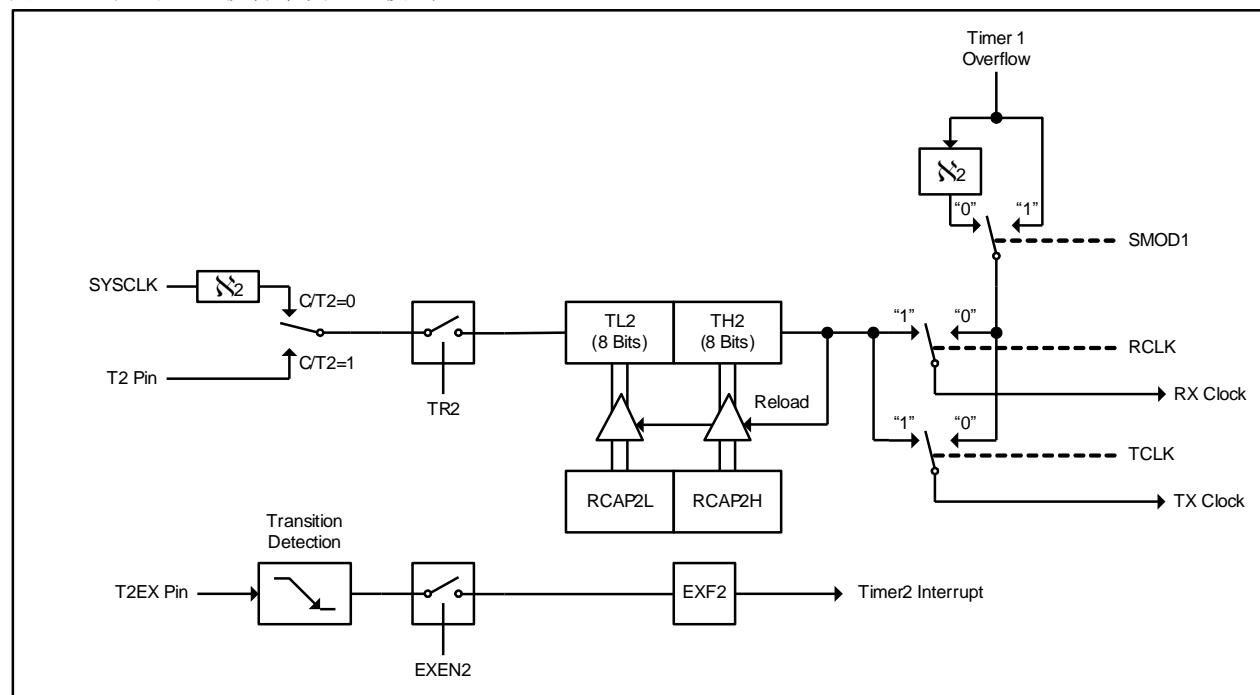 Timer 1
Overflow
ℵ2
“0”
“1”
SMOD1
SYSCLK
ℵ2
C/T2=0
C/T2=1
T2 Pin
TR2
TL2
(8 Bits)
TH2
(8 Bits)
“1”
“0”
RCLK
RX Clock
Reload
“1”
“0”
TCLK
TX Clock
RCAP2L
RCAP2H
Transition
Detection
T2EX Pin
EXEN2
EXF2
Timer2 Interrupt